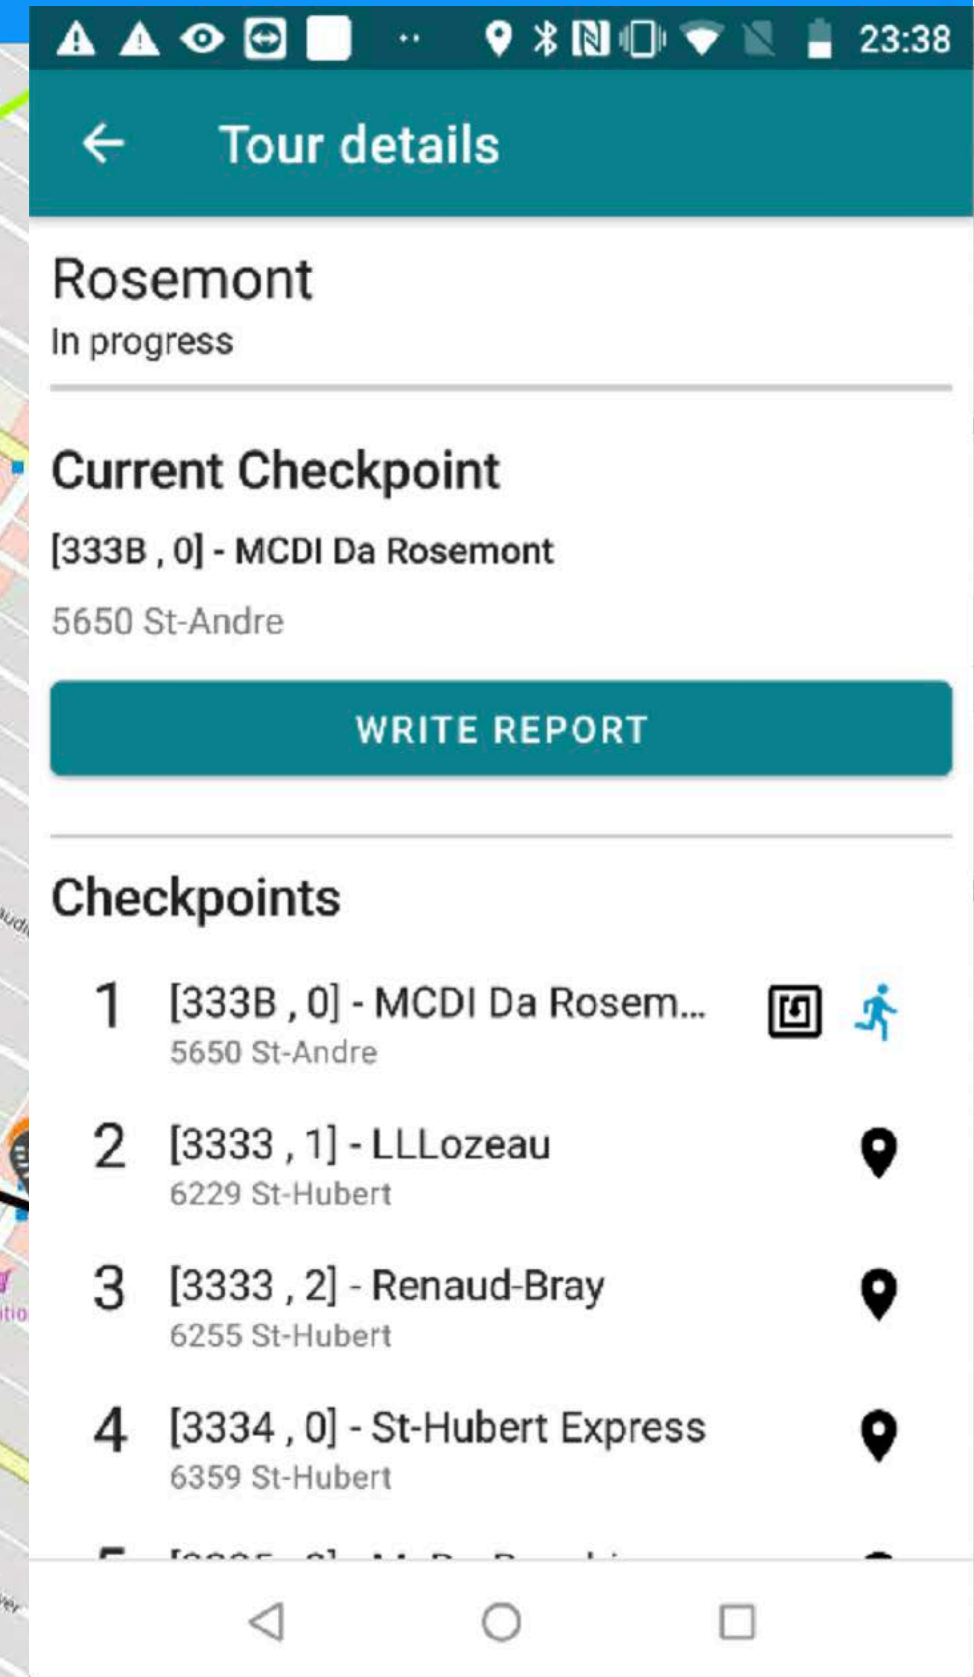 23:38
Tour details
Rosemont
In progress
Current Checkpoint
[333B , 0] - MCDI Da Rosemont
5650 St-Andre
WRITE REPORT
Checkpoints
1 [333B , 0] - MCDI Da Rosem...
5650 St-Andre
2 [3333 , 1] - LLLozeau
6229 St-Hubert
3 [3333 , 2] - Renaud-Bray
6255 St-Hubert
4 [3334 , 0] - St-Hubert Express
6359 St-Hubert